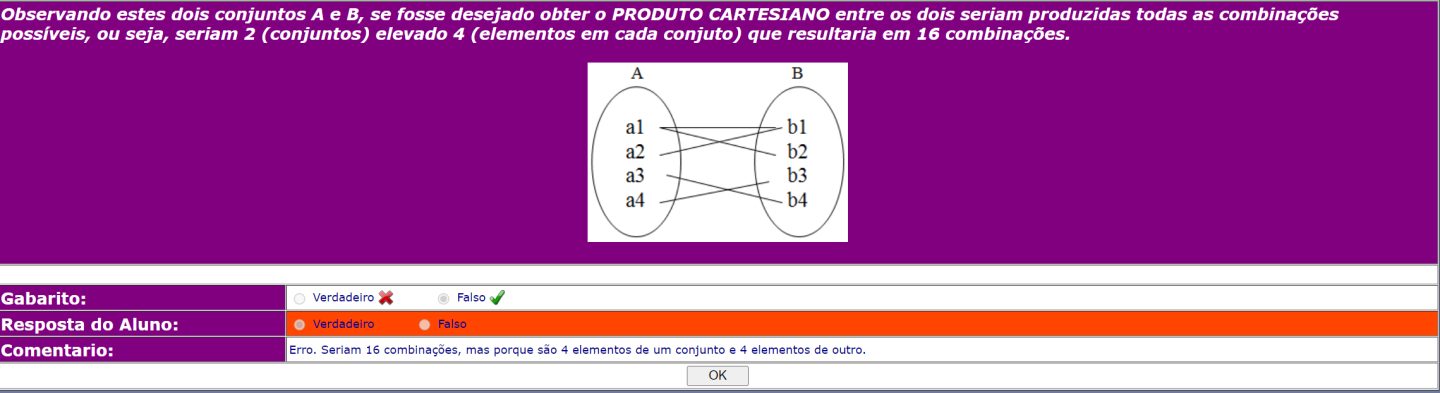 Observando estes dois conjuntos A e B, se fosse desejado obter o PRODUTO CARTESIANO entre os dois seriam produzidas todas as combinações
possíveis, ou seja, seriam 2 (conjuntos) elevado 4 (elementos em cada conjuto) que resultaria em 16 combinações.
A B
a1 b1
a2 b2
a3 b3
a4 b4
Gabarito: Verdadeiro Falso
Resposta do Aluno: Verdadeiro Falso
Comentario: Erro. Seriam 16 combinações, mas porque são 4 elementos de um conjunto e 4 elementos de outro.
OK